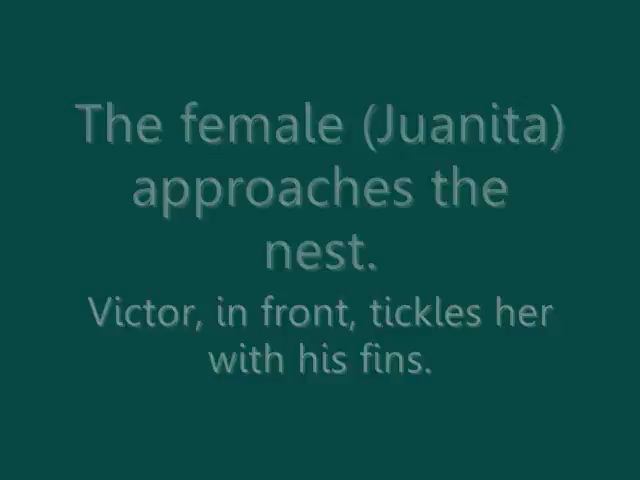 The female (Juanita)
approaches the
nest.
Victor, in front, tickles her
with his fins.